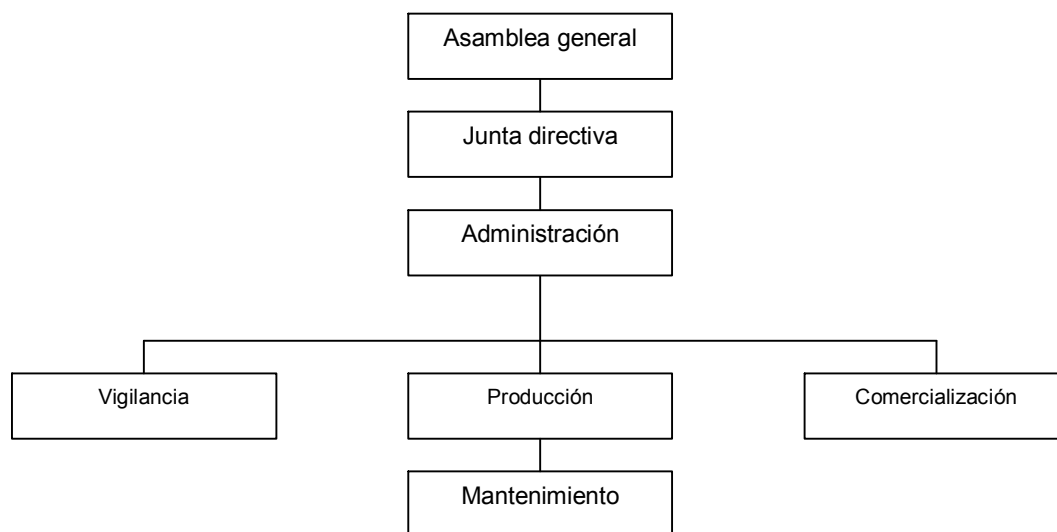 Asamblea general
Junta directiva
Administración
Vigilancia
Producción
Comercialización
Mantenimiento